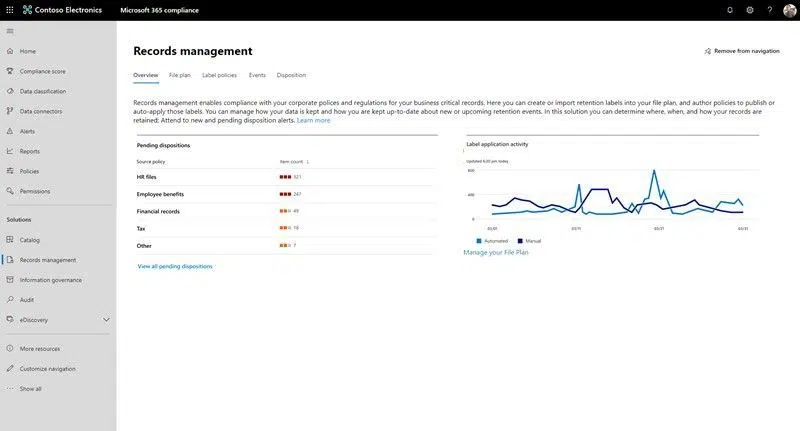 Contoso Electronics
Microsoft 365 compliance
Home
Compliance score
Data classification
Data connectors
Alerts
Reports
Policies
Permissions
Solutions
Catalog
Records management
Information governance
Audit
eDiscovery
More resources
Customize navigation
Show all
Records management
Remove from navigation
Overview File plan Label policies Events Disposition
Records management enables compliance with your corporate polices and regulations for your business critical records. Here you can create or import retention labels into your file plan, and author policies to publish or
auto-apply those labels. You can manage how your data is kept and how you are kept up-to-date about new or upcoming retention events. In this solution you can determine where, when, and how your records are
retained: Attend to new and pending disposition alerts. Learn more
Pending dispositions
Source policy Item count ↓
HR files 321
Employee benefits 247
Financial records 49
Tax 18
Other 7
View all pending dispositions
Label application activity
Updated 6:20 pm today
400
0
Automated Manual
Manage your File Plan